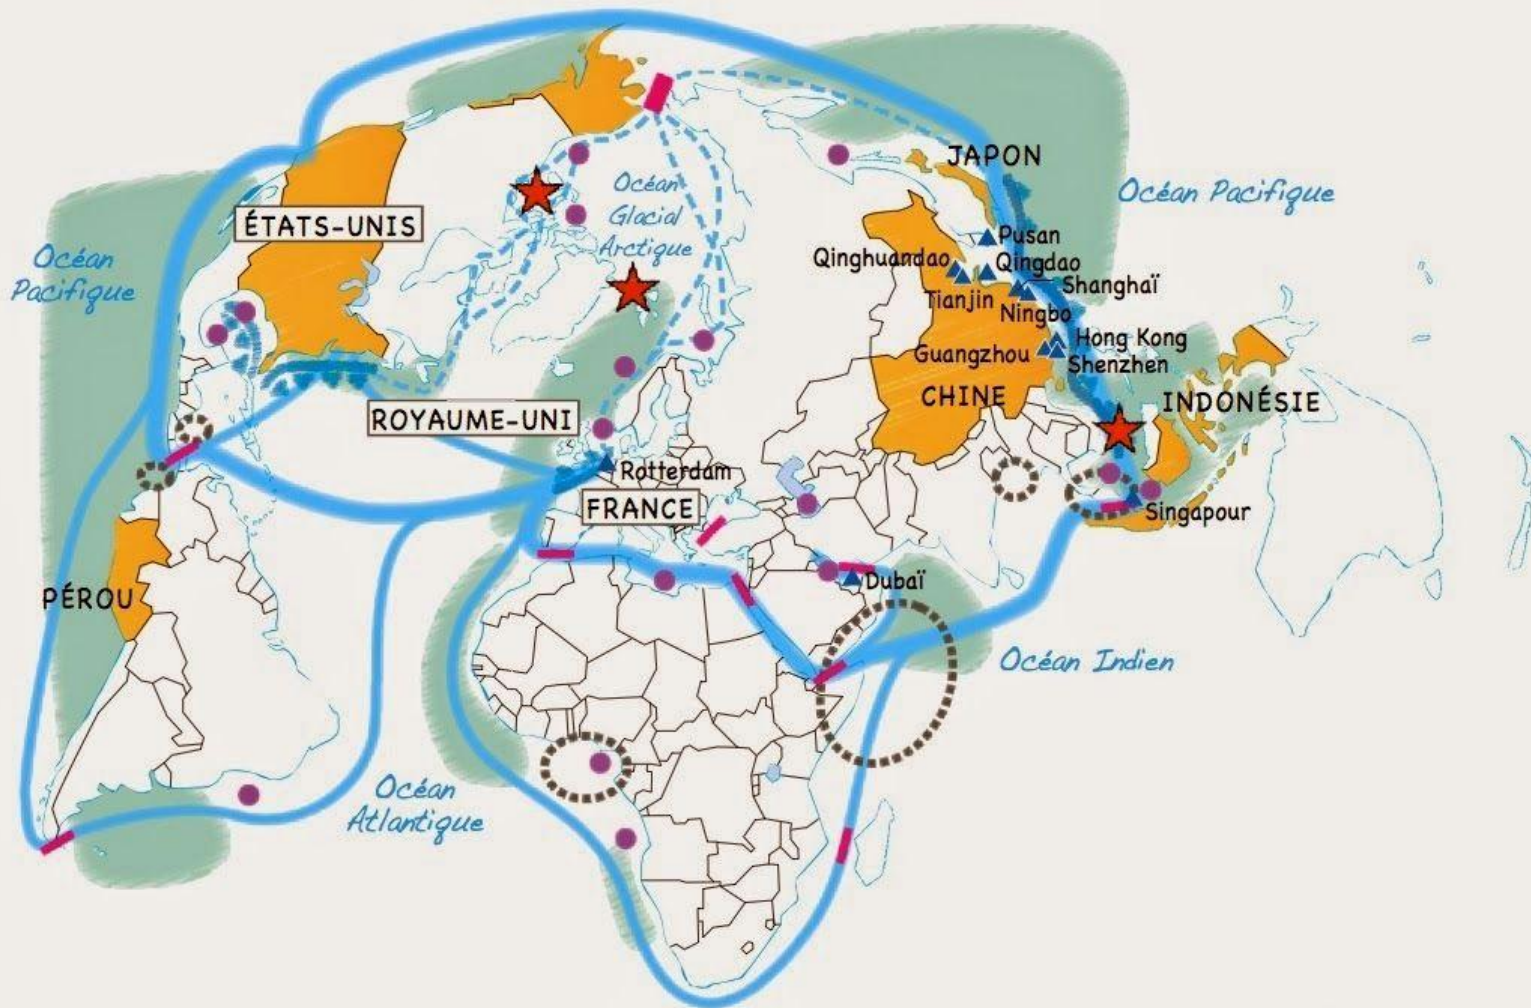 JAPON
Océan
Glacial
Arctique
Océan Pacifique
ÉTATS-UNIS
Océan
Pacifique
Pusan
Qinghuandao
Qingdao
Shanghaï
Tianjin
Ningbo
Hong Kong
Guangzhou
Shenzhen
CHINE
INDONÉSIE
ROYAUME-UNI
Rotterdam
FRANCE
Singapour
Dubaï
PÉROU
Océan Indien
Océan
Atlantique